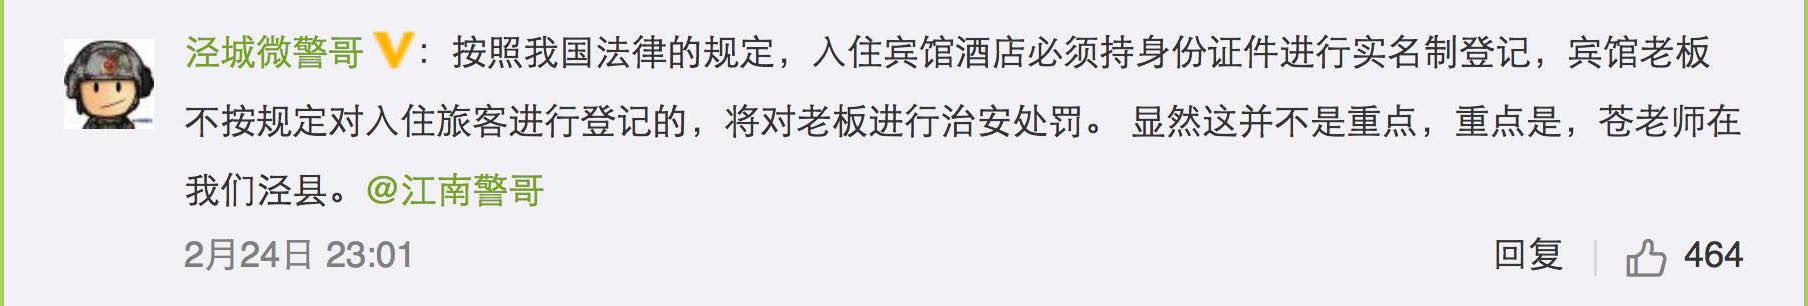 泾城微警哥 V：按照我国法律的规定，入住宾馆酒店必须持身份证件进行实名制登记，宾馆老板
不按规定对入住旅客进行登记的，将对老板进行治安处罚。 显然这并不是重点，重点是，苍老师在
我们泾县。@江南警哥
2月24日 23:01 回复 464